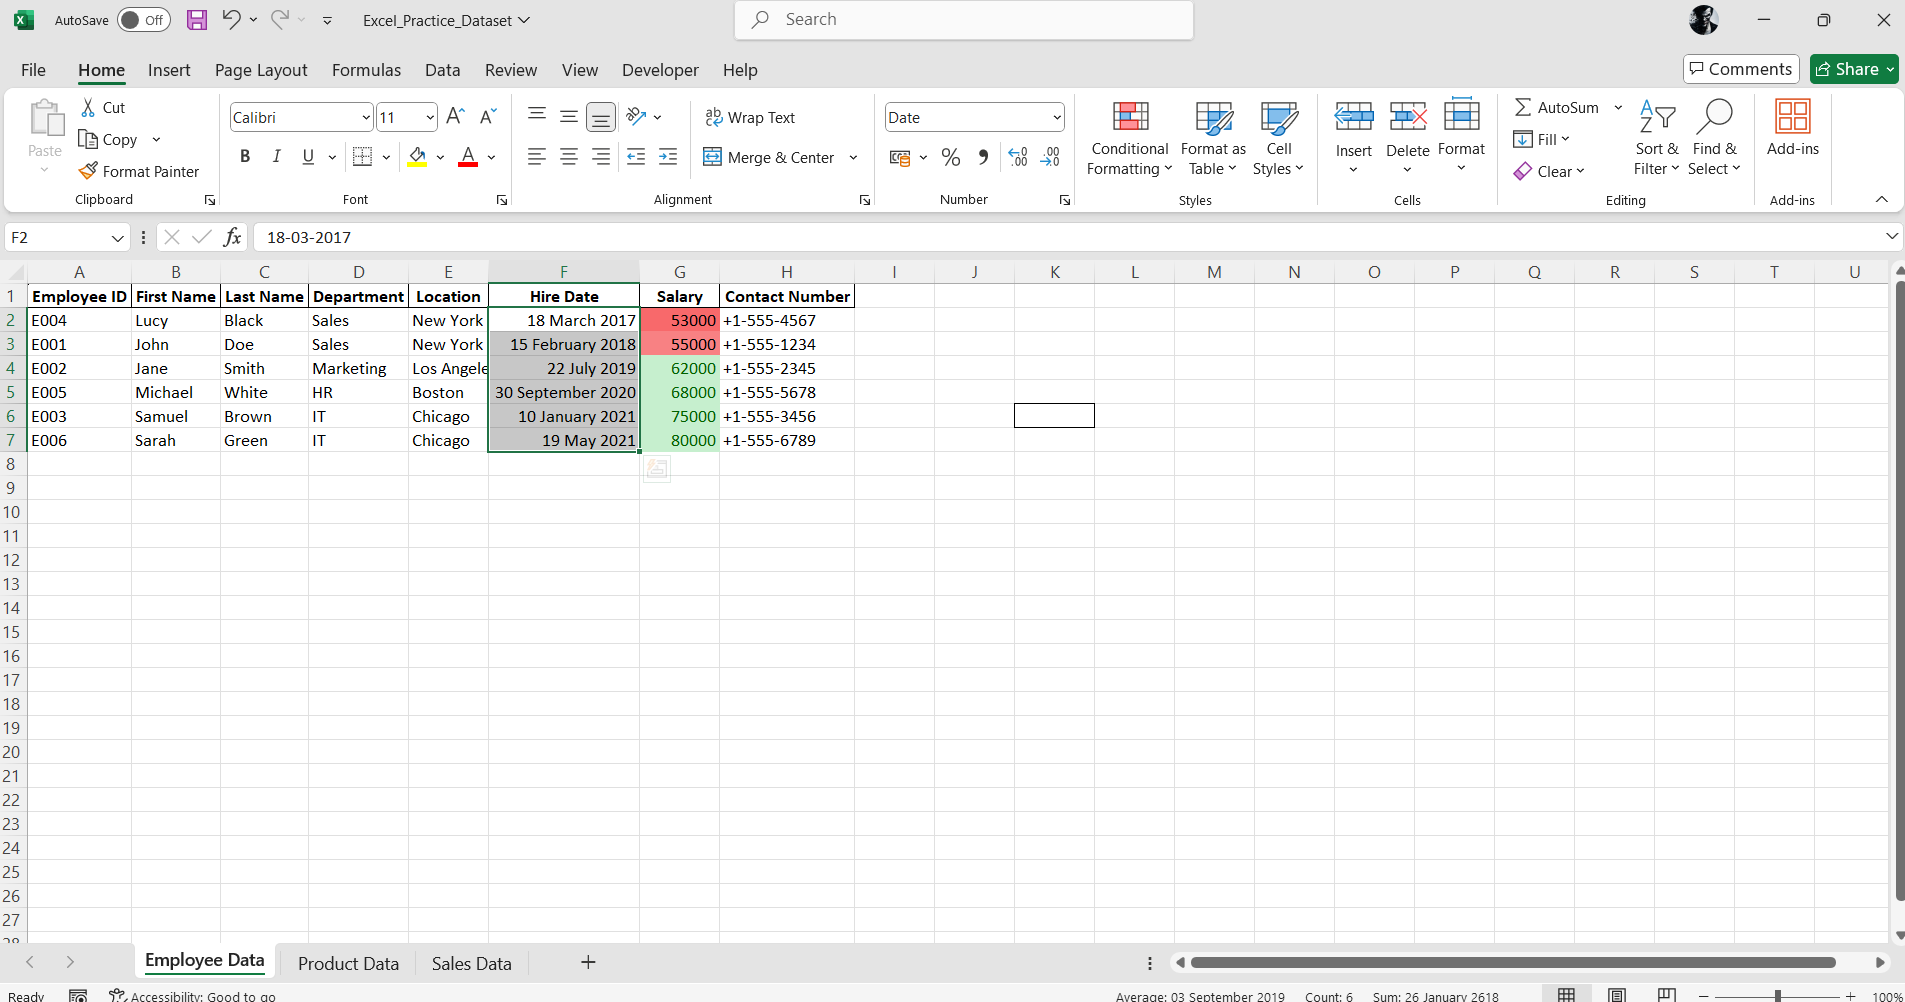 AutoSave Off Excel_Practice_Dataset Search
File Home Insert Page Layout Formulas Data Review View Developer Help Comments Share
Paste Cut Copy Format Painter Clipboard
Calibri 11 B I U Font
Wrap Text Merge & Center Alignment
Date % Number
Conditional Formatting Format as Table Cell Styles Styles
Insert Delete Format Cells
AutoSum Fill Clear Sort & Filter Find & Select Editing
Add-ins Add-ins
F2 fx 18-03-2017
A B C D E F G H I J K L M N O P Q R S T U
1 Employee ID First Name Last Name Department Location Hire Date Salary Contact Number
2 E004 Lucy Black Sales New York 18 March 2017 53000 +1-555-4567
3 E001 John Doe Sales New York 15 February 2018 55000 +1-555-1234
4 E002 Jane Smith Marketing Los Angele 22 July 2019 62000 +1-555-2345
5 E005 Michael White HR Boston 30 September 2020 68000 +1-555-5678
6 E003 Samuel Brown IT Chicago 10 January 2021 75000 +1-555-3456
7 E006 Sarah Green IT Chicago 19 May 2021 80000 +1-555-6789
8
9
10
11
12
13
14
15
16
17
18
19
20
21
22
23
24
25
26
27
28
Employee Data Product Data Sales Data
Ready Accessibility: Good to go Average: 03 September 2019 Count: 6 Sum: 26 January 2618 100%